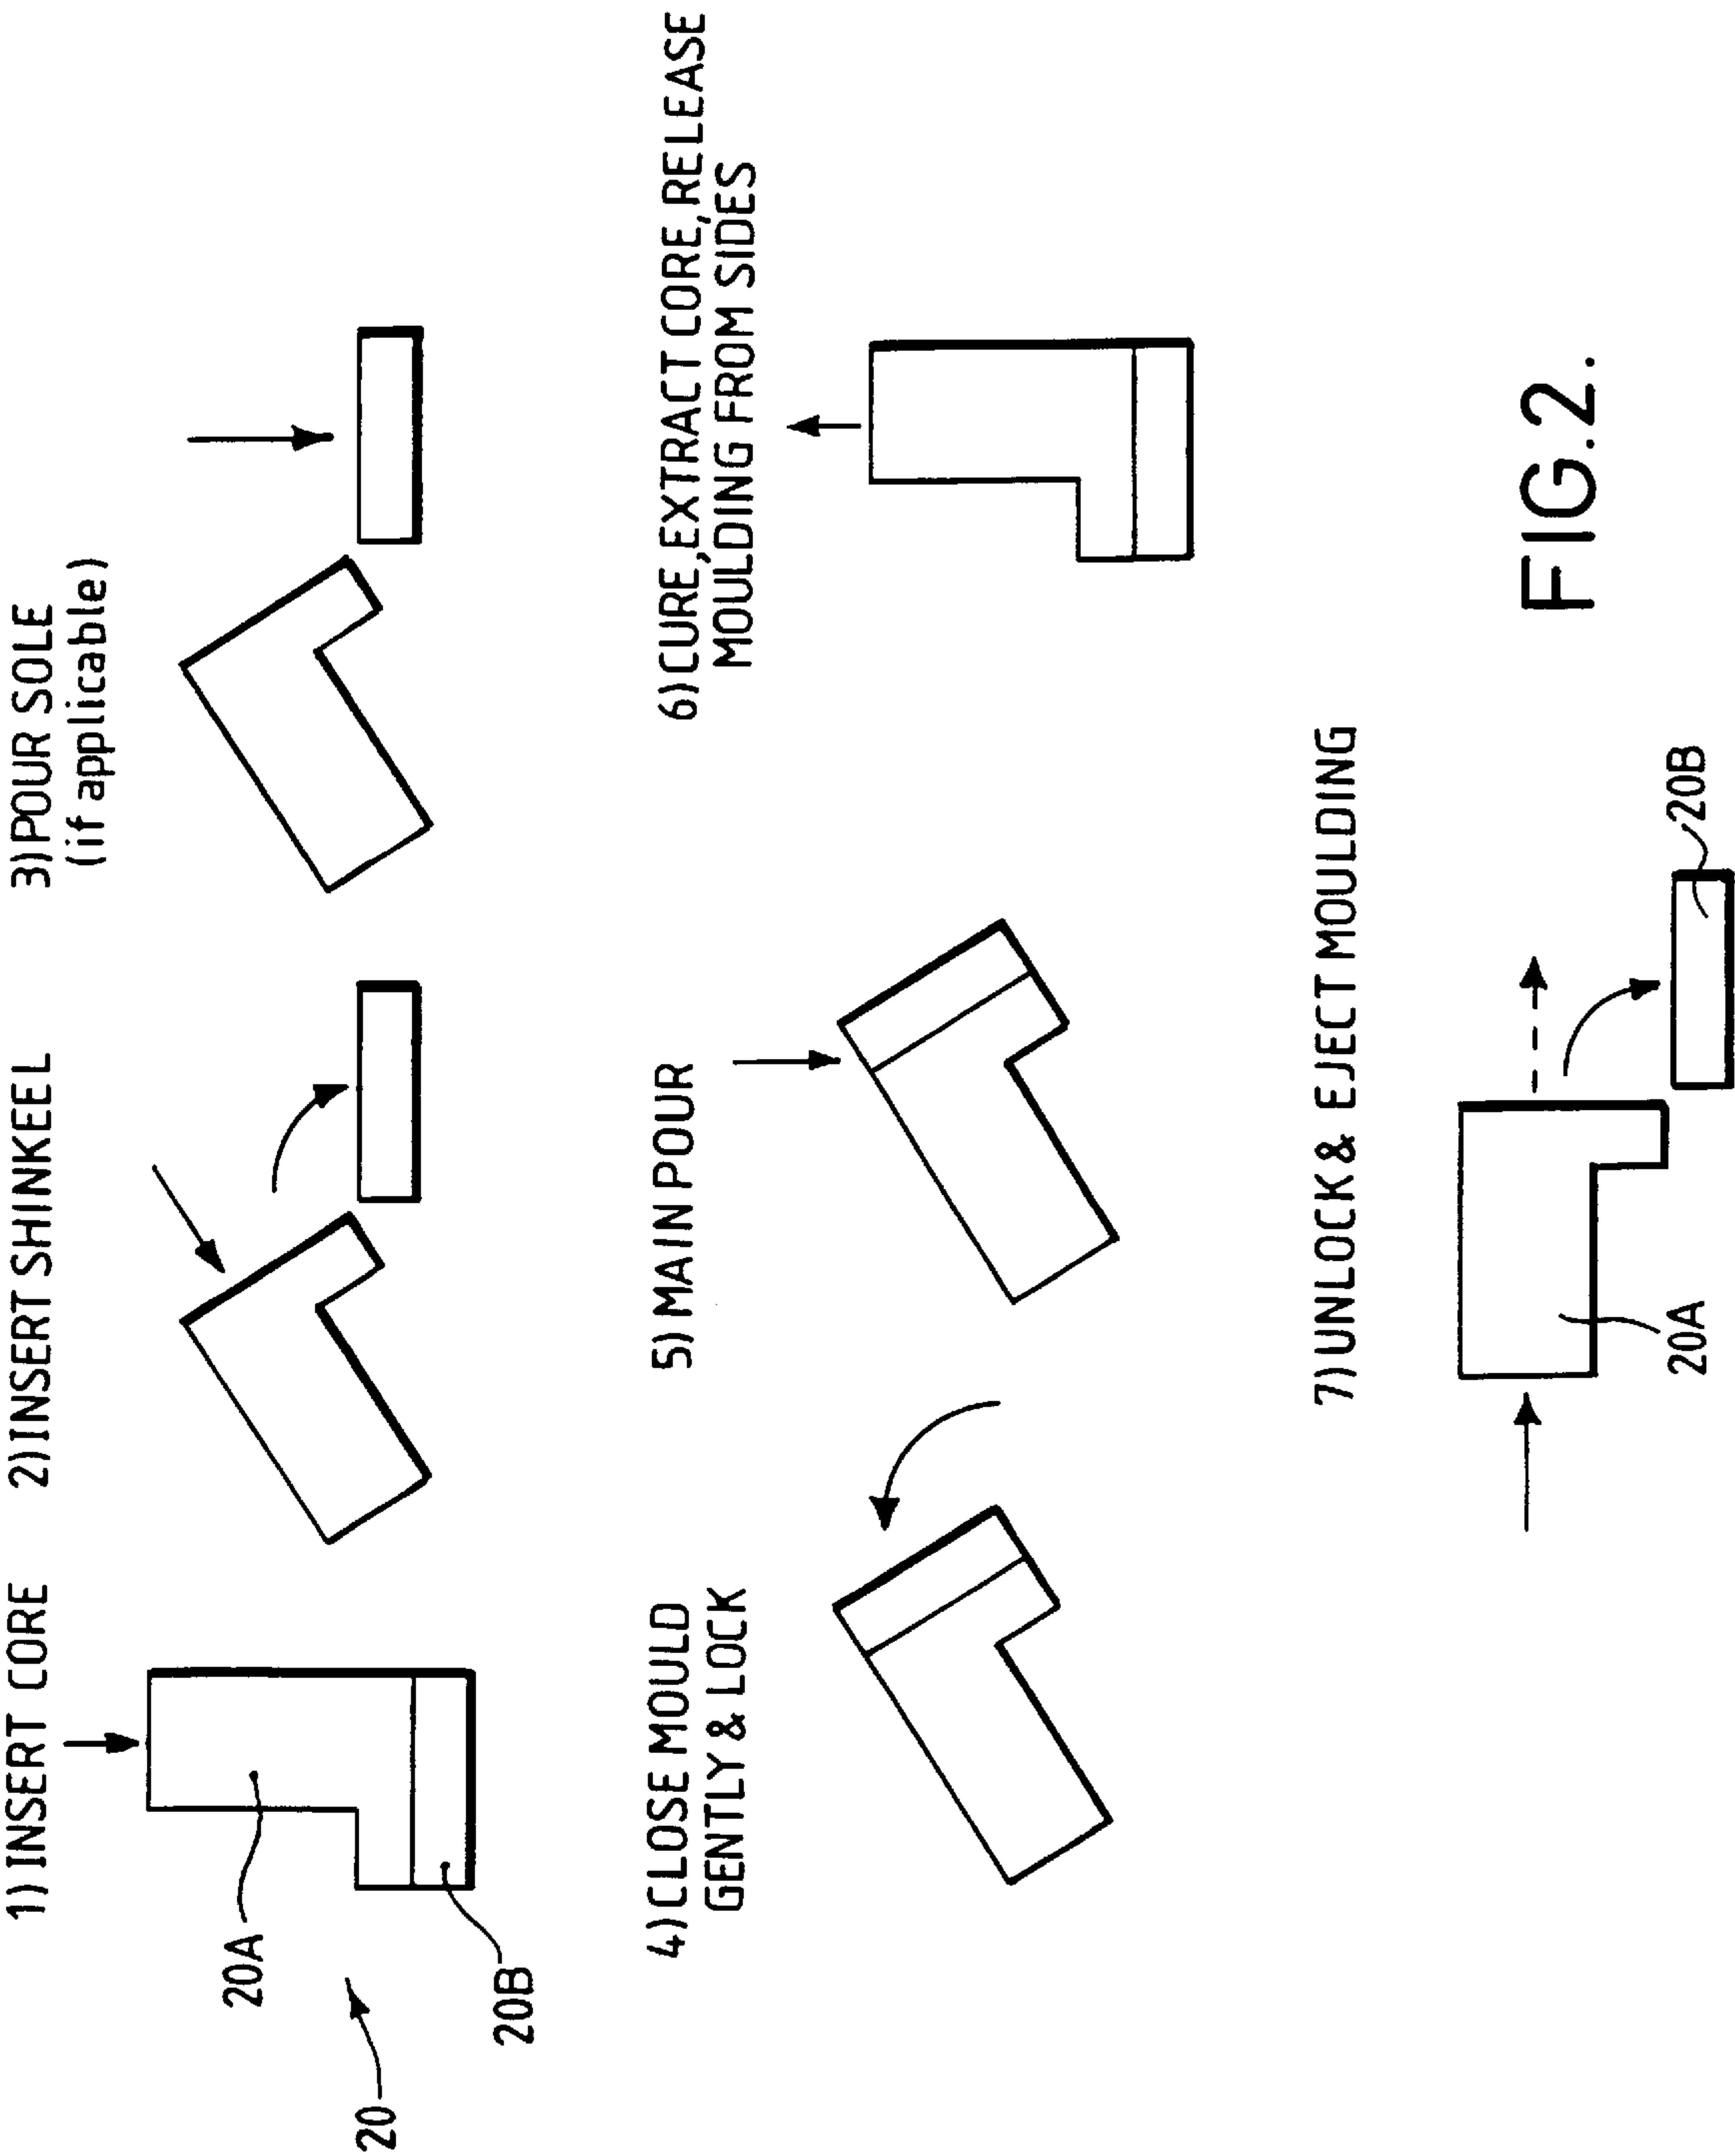 1) INSERT CORE
2) INSERT SHINKEEL
3) POUR SOLE
(if applicable)
20A
20
20B
4) CLOSE MOULD
GENTLY & LOCK
5) MAIN POUR
6) CURE, EXTRACT CORE, RELEASE
MOULDING FROM SIDES
7) UNLOCK & EJECT MOULDING
20A
20B
FIG.2.